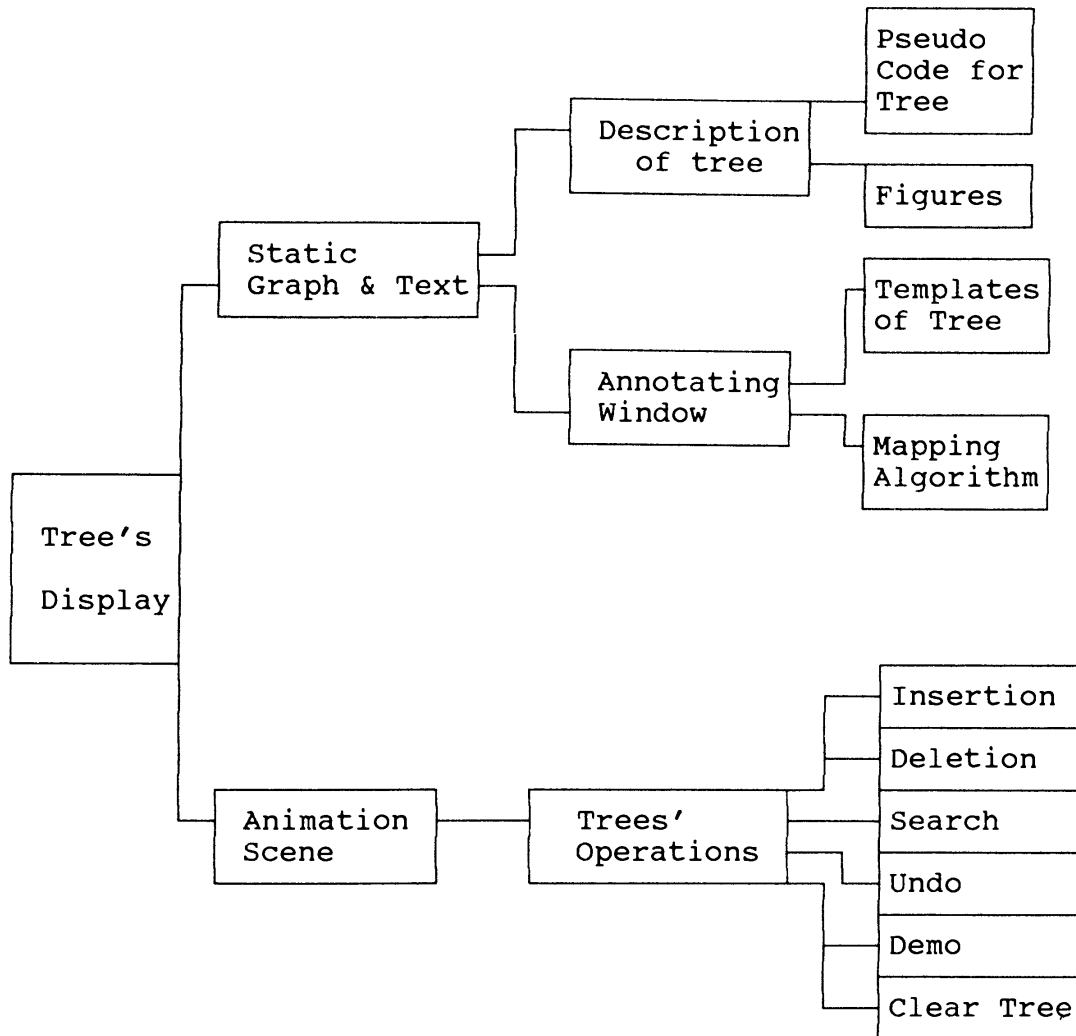 Pseudo
Code for
Tree
Description
of tree
Figures
Static
Graph & Text
Templates
of Tree
Annotating
Window
Mapping
Algorithm
Tree's
Display
Insertion
Deletion
Animation
Scene
Trees'
Operations
Search
Undo
Demo
Clear Tree